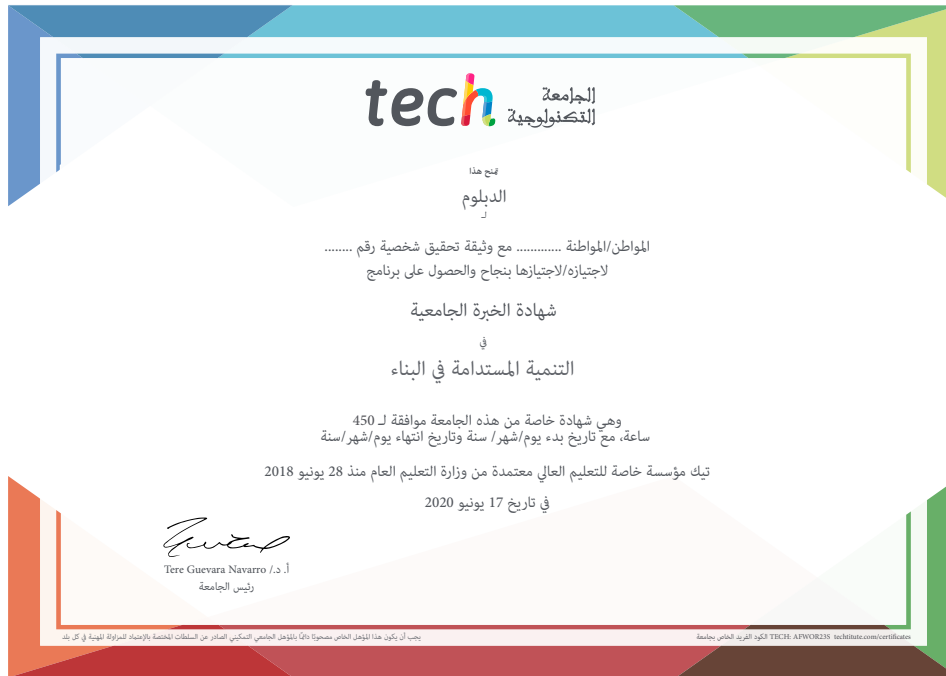 tech الجامعة
التكنولوجية
تمنح هذا
الدبلوم
لـ
المواطن/المواطنة ............. مع وثيقة تحقيق شخصية رقم ........
لاجتيازه/لاجتيازها بنجاح والحصول على برنامج
شهادة الخبرة الجامعية
في
التنمية المستدامة في البناء
وهي شهادة خاصة من هذه الجامعة موافقة لـ 450
ساعة، مع تاريخ بدء يوم/شهر/ سنة وتاريخ انتهاء يوم/شهر/سنة
تيك مؤسسة خاصة للتعليم العالي معتمدة من وزارة التعليم العام منذ 28 يونيو 2018
في تاريخ 17 يونيو 2020
أ. د./ Tere Guevara Navarro
رئيس الجامعة
يجب أن يكون هذا المؤهل الخاص مصحوبًا دائمًا بالمؤهل الجامعي التمكيني الصادر عن السلطات المختصة بالإعتماد للمزاولة المهنية في كل بلد
الكود الفريد الخاص بجامعة TECH: AFWOR23S techtitute.com/certificates